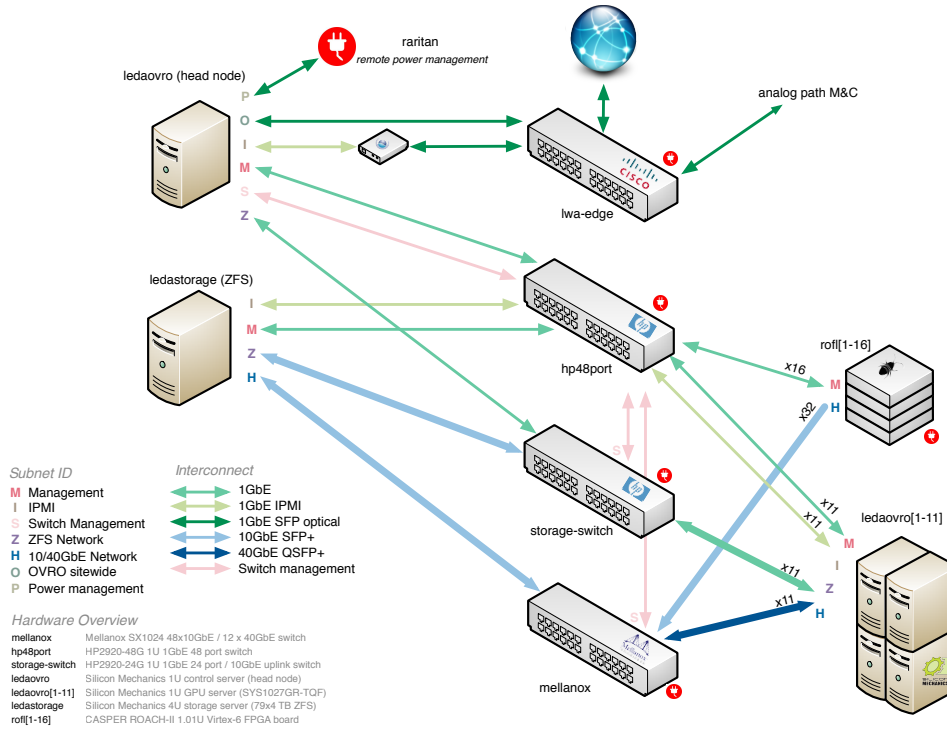 raritan
remote power management
ledaovro (head node)
P
O
I
M
S
Z
analog path M&C
CISCO
lwa-edge
ledastorage (ZFS)
I
M
Z
H
hp
hp48port
rofl[1-16]
x16
M
H
x32
S
hp
storage-switch
x11
x11
ledaovro[1-11]
M
I
Z
H
x11
x11
S
Mellanox
mellanox
SILICON
MECHANICS
Subnet ID
M Management
I IPMI
S Switch Management
Z ZFS Network
H 10/40GbE Network
O OVRO sitewide
P Power management
Interconnect
1GbE
1GbE IPMI
1GbE SFP optical
10GbE SFP+
40GbE QSFP+
Switch management
Hardware Overview
mellanox Mellanox SX1024 48x10GbE / 12 x 40GbE switch
hp48port HP2920-48G 1U 1GbE 48 port switch
storage-switch HP2920-24G 1U 1GbE 24 port / 10GbE uplink switch
ledaovro Silicon Mechanics 1U control server (head node)
ledaovro[1-11] Silicon Mechanics 1U GPU server (SYS1027GR-TQF)
ledastorage Silicon Mechanics 4U storage server (79x4 TB ZFS)
rofl[1-16] CASPER ROACH-II 1.01U Virtex-6 FPGA board